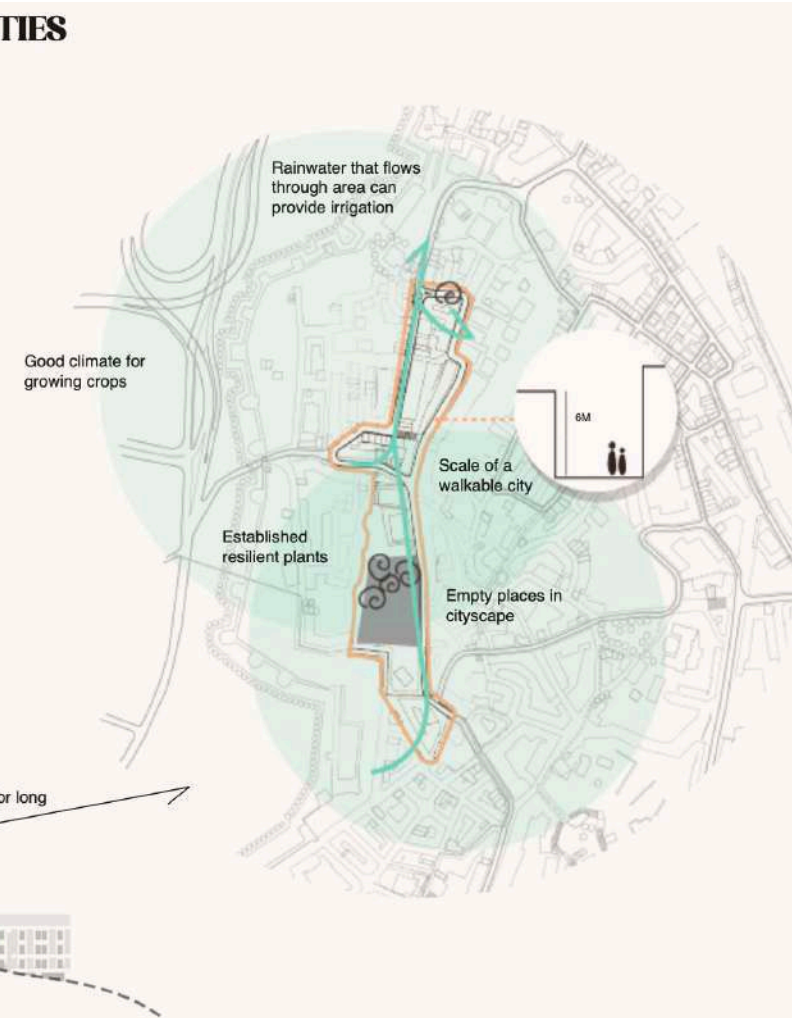 TIES
Rainwater that flows
through area can
provide irrigation
Good climate for
growing crops
6M
Scale of a
walkable city
Established
resilient plants
Empty places in
cityscape
or long